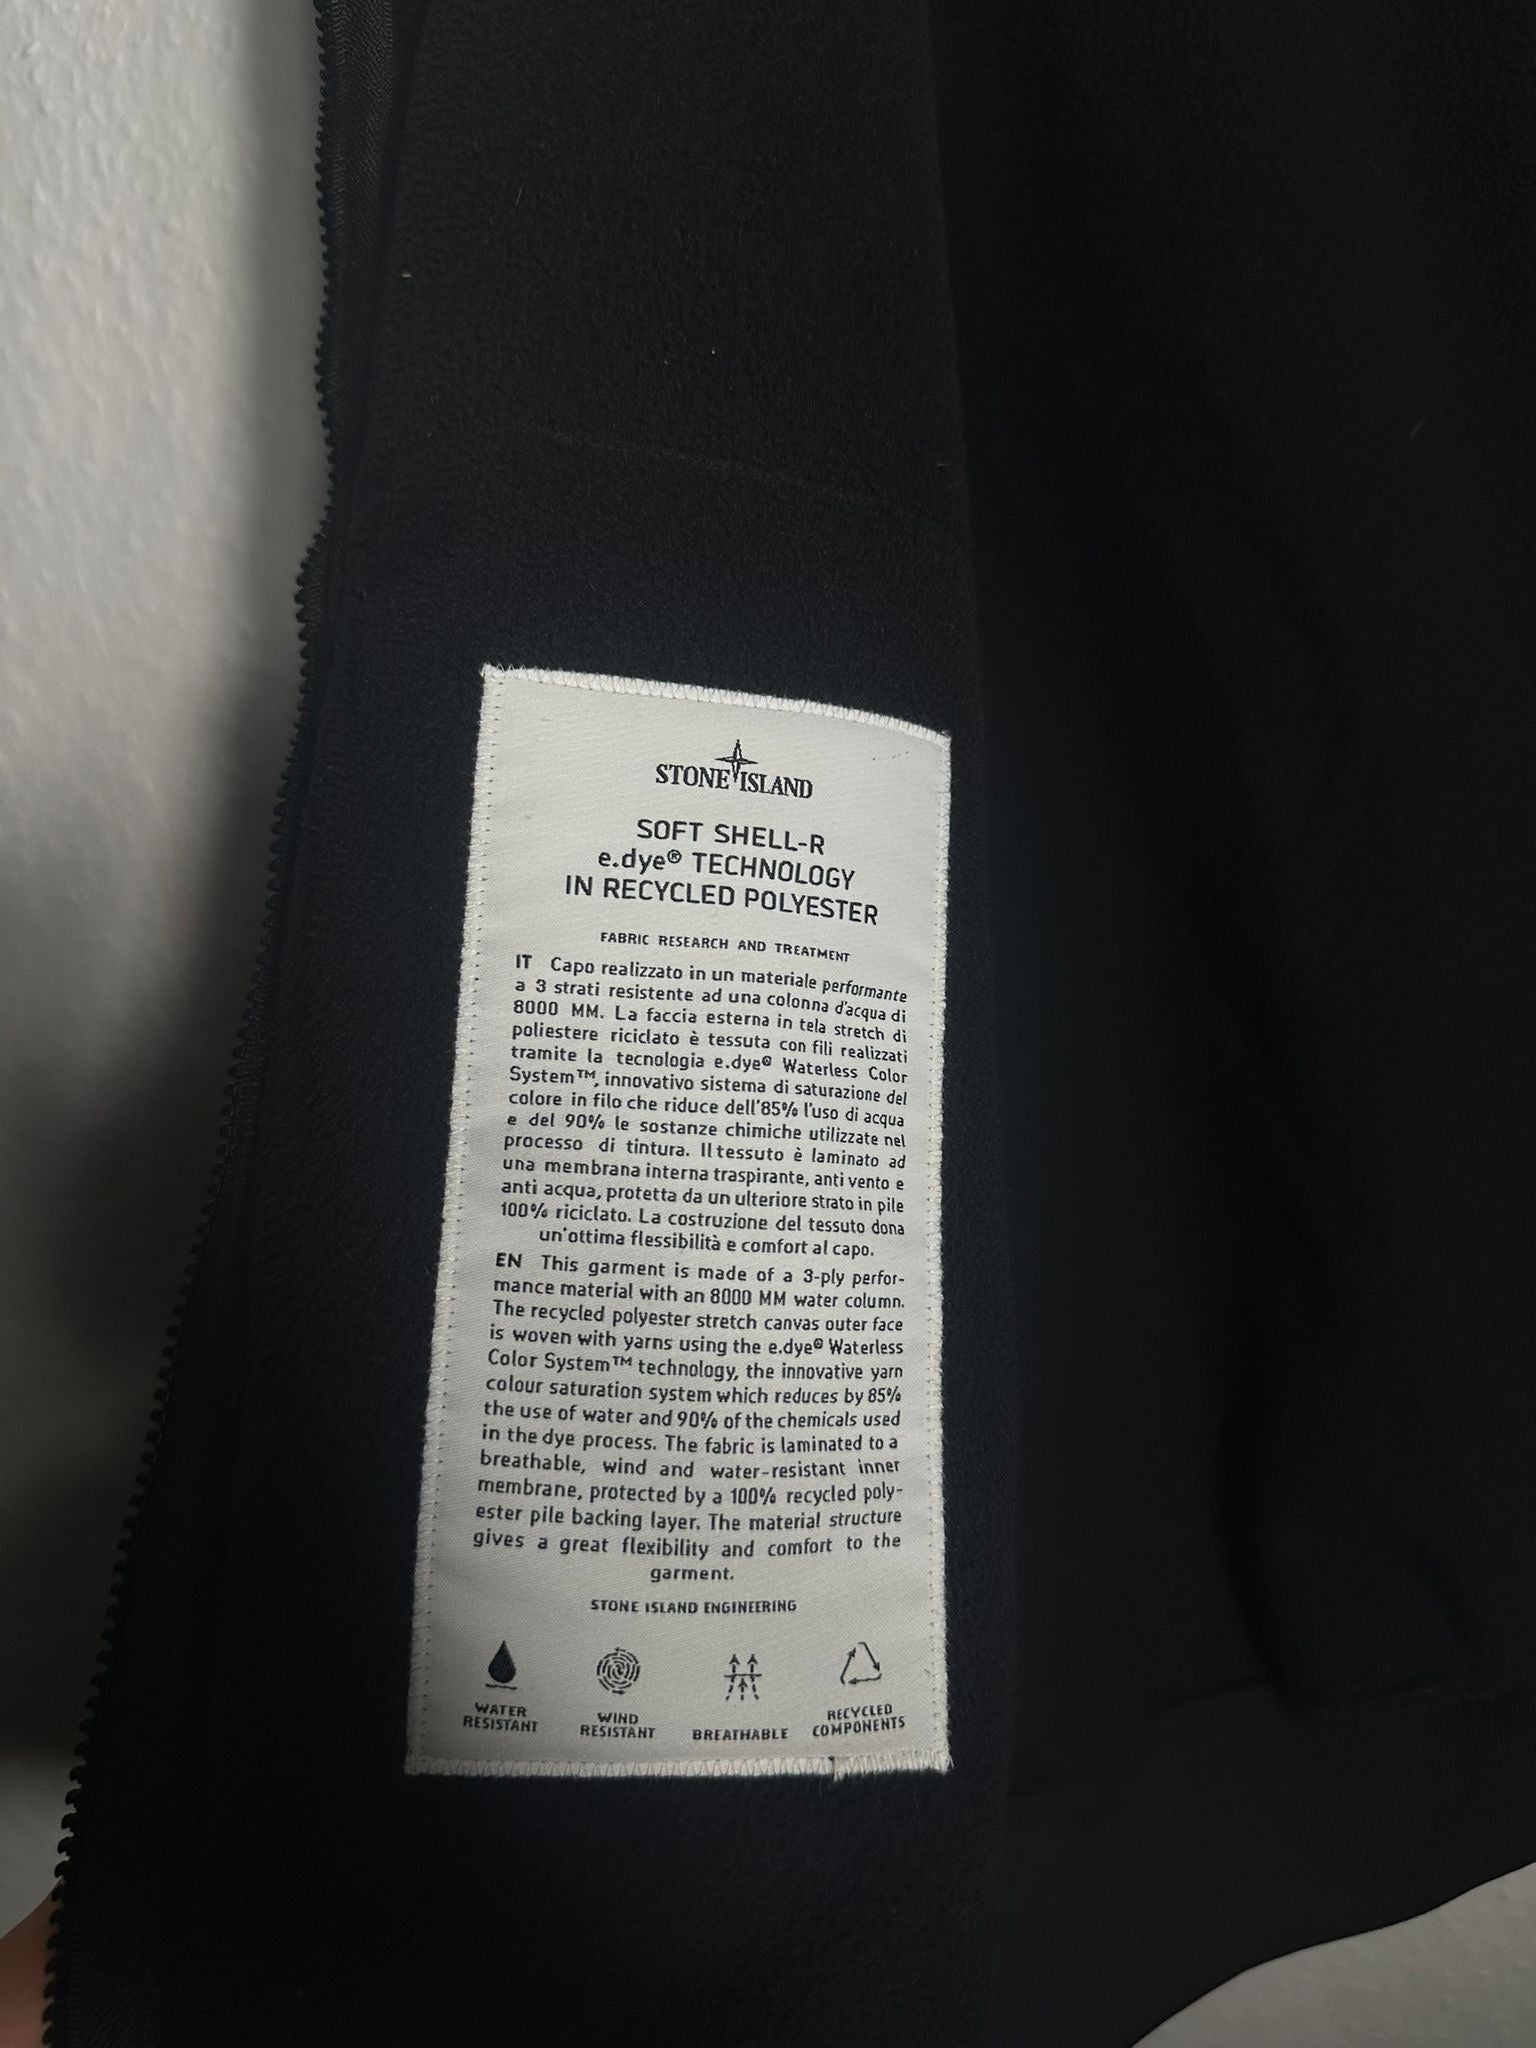 STONE ISLAND
SOFT SHELL-R
e.dye® TECHNOLOGY
IN RECYCLED POLYESTER
FABRIC RESEARCH AND TREATMENT
IT Capo realizzato in un materiale performante
a 3 strati resistente ad una colonna d'acqua di
8000 MM. La faccia esterna in tela stretch di
poliestere riciclato è tessuta con fili realizzati
tramite la tecnologia e.dye® Waterless Color
System™, innovativo sistema di saturazione del
colore in filo che riduce dell'85% l'uso di acqua
e del 90% le sostanze chimiche utilizzate nel
processo di tintura. Il tessuto è laminato ad
una membrana interna traspirante, anti vento e
anti acqua, protetta da un ulteriore strato in pile
100% riciclato. La costruzione del tessuto dona
un'ottima flessibilità e comfort al capo.
EN This garment is made of a 3-ply perfor-
mance material with an 8000 MM water column.
The recycled polyester stretch canvas outer face
is woven with yarns using the e.dye® Waterless
Color System™ technology, the innovative yarn
colour saturation system which reduces by 85%
the use of water and 90% of the chemicals used
in the dye process. The fabric is laminated to a
breathable, wind and water-resistant inner
membrane, protected by a 100% recycled poly-
ester pile backing layer. The material structure
gives a great flexibility and comfort to the
garment.
STONE ISLAND ENGINEERING
WATER
RESISTANT
WIND
RESISTANT
BREATHABLE
RECYCLED
COMPONENTS